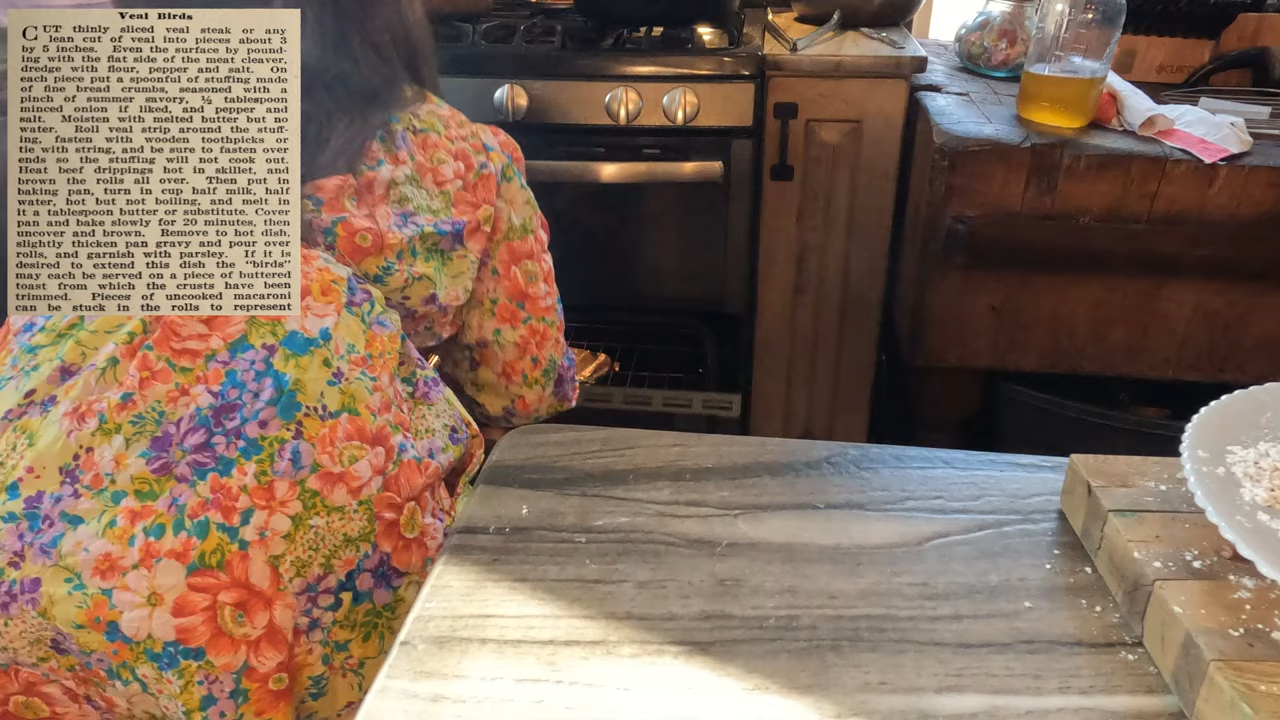 Veal Birds
CUT thinly sliced veal steak or any
lean cut of veal into pieces about 3
by 5 inches. Even the surface by pound-
ing with the flat side of the meat cleaver,
dredge with flour, pepper and salt. On
each piece put a spoonful of stuffing made
of fine bread crumbs, seasoned with a
pinch of summer savory, ½ tablespoon
minced onion if liked, and pepper and
salt. Moisten with melted butter but no
water. Roll veal strip around the stuff-
ing, fasten with wooden toothpicks or
tie with string, and be sure to fasten over
ends so the stuffing will not cook out.
Heat beef drippings hot in skillet, and
brown the rolls all over. Then put in
baking pan, turn in cup half milk, half
water, hot but not boiling, and melt in
it a tablespoon butter or substitute. Cover
pan and bake slowly for 20 minutes, then
uncover and brown. Remove to hot dish,
slightly thicken pan gravy and pour over
rolls, and garnish with parsley. If it is
desired to extend this dish the "birds"
may each be served on a piece of buttered
toast from which the crusts have been
trimmed. Pieces of uncooked macaroni
can be stuck in the rolls to represent